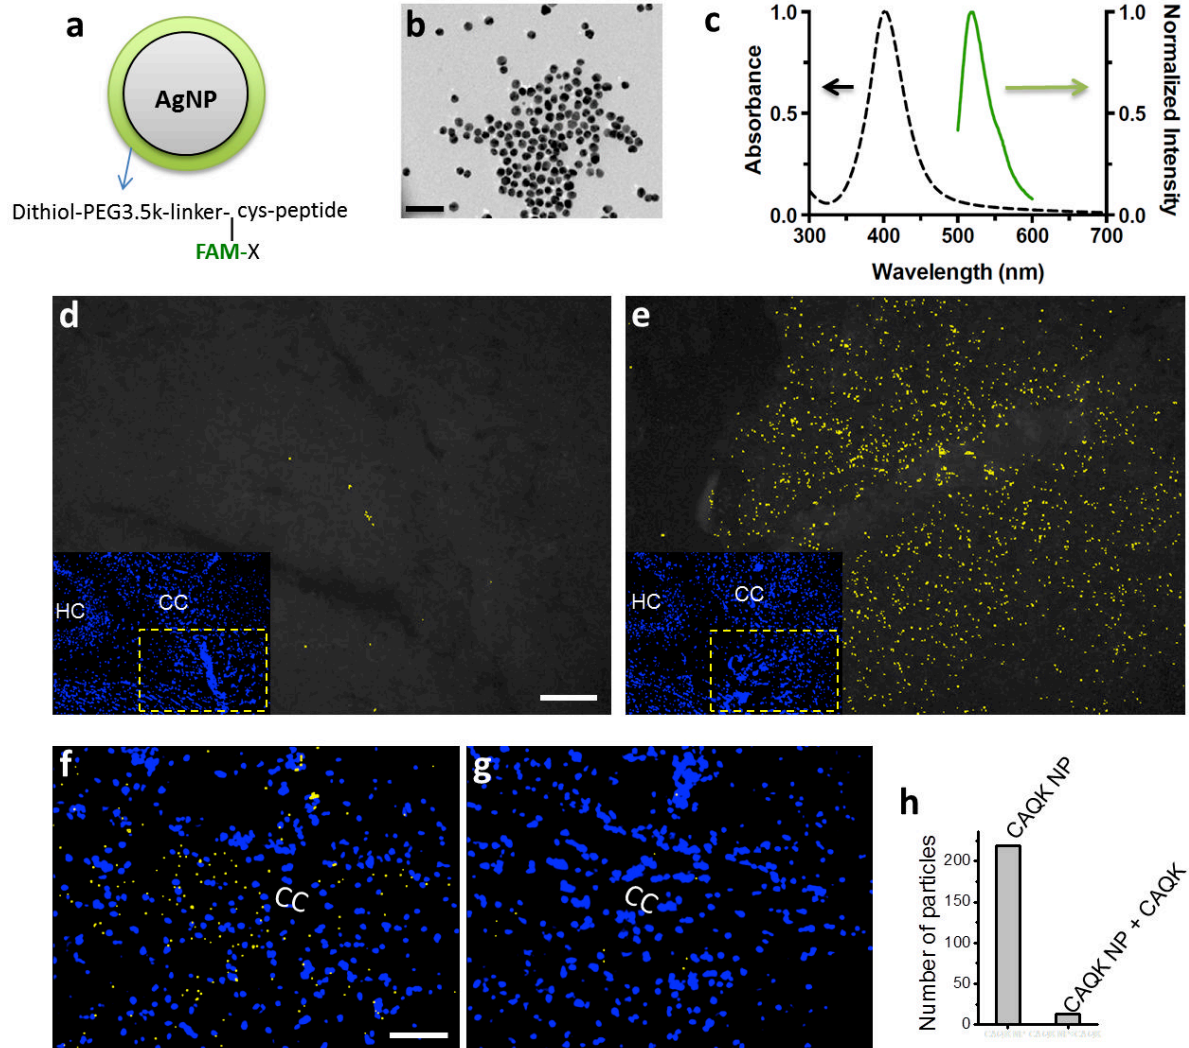 a
AgNP
Dithiol-PEG3.5k-linker- cys-peptide
FAM-X
b
c
Absorbance
1.0
0.5
0.0
Normalized Intensity
1.0
0.5
0.0
300 400 500 600 700
Wavelength (nm)
d
HC
CC
e
HC
CC
f
CC
g
CC
h
Number of particles
200
150
100
50
0
CAQK NP
CAQK NP + CAQK